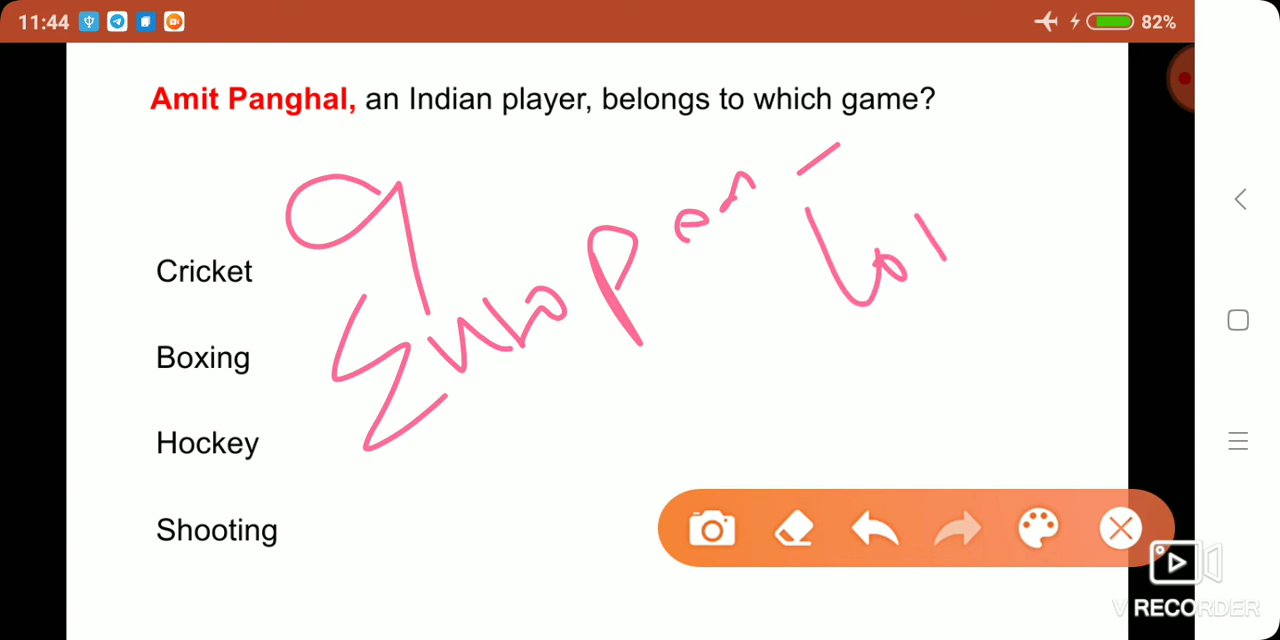 11:44 82%
Amit Panghal, an Indian player, belongs to which game?
Cricket
Boxing
Hockey
Shooting
V RECORDER